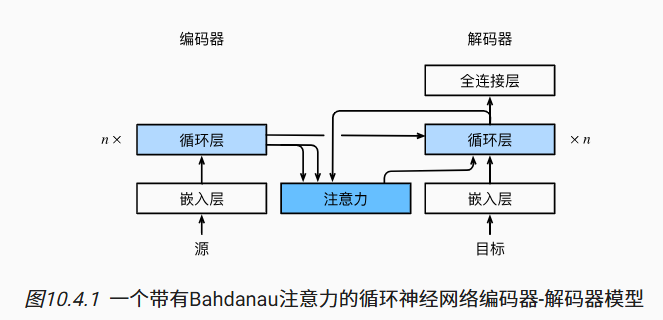 编码器
解码器
全连接层
n ×
循环层
循环层
× n
嵌入层
注意力
嵌入层
源
目标
图10.4.1 一个带有Bahdanau注意力的循环神经网络编码器-解码器模型